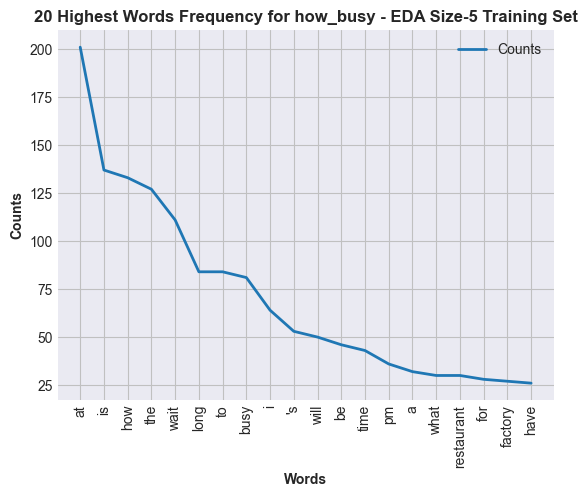 20 Highest Words Frequency for how_busy - EDA Size-5 Training Set
Counts
200
175
150
125
100
75
50
25
Counts
at
is
how
the
wait
long
to
busy
i
's
will
be
time
pm
a
what
restaurant
for
factory
have
Words